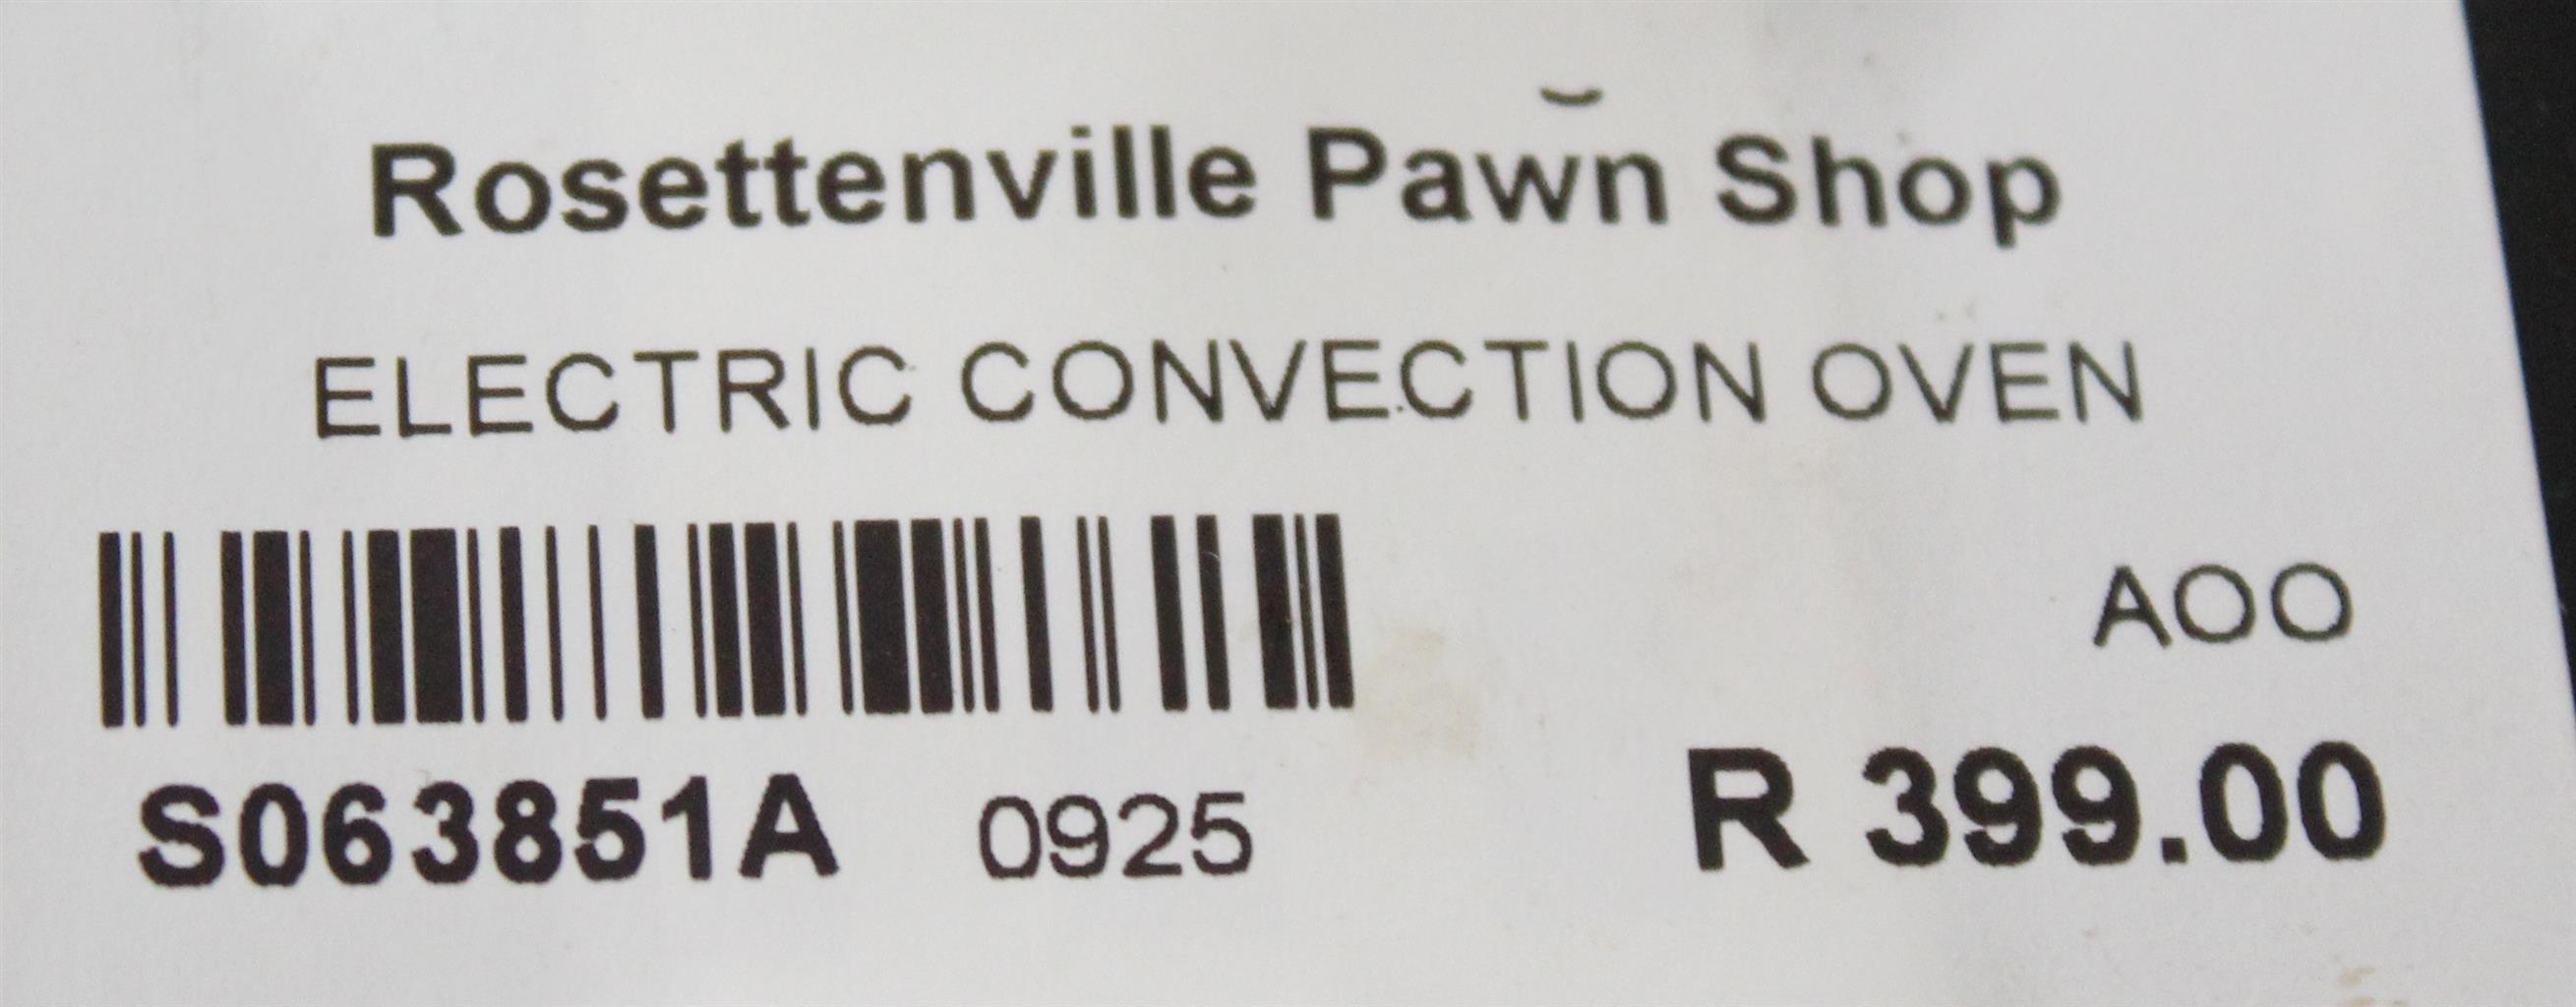 Rosettenville Pawn Shop
ELECTRIC CONVECTION OVEN
AOO
S063851A 0925 R 399.00